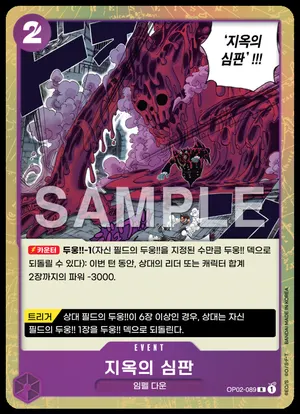 2
'지옥의
심판'!!!
SAMPLE
카운터 두웅!!-1(자신 필드의 두웅!!을 지정된 수만큼 두웅!! 덱으로
되돌릴 수 있다): 이번 턴 동안, 상대의 리더 또는 캐릭터 합계
2장까지의 파워 -3000.
트리거 상대 필드의 두웅!!이 6장 이상인 경우, 상대는 자신
필드의 두웅!! 1장을 두웅!! 덱으로 되돌린다.
EVENT
지옥의 심판
임펠 다운
OP02-089 R 1